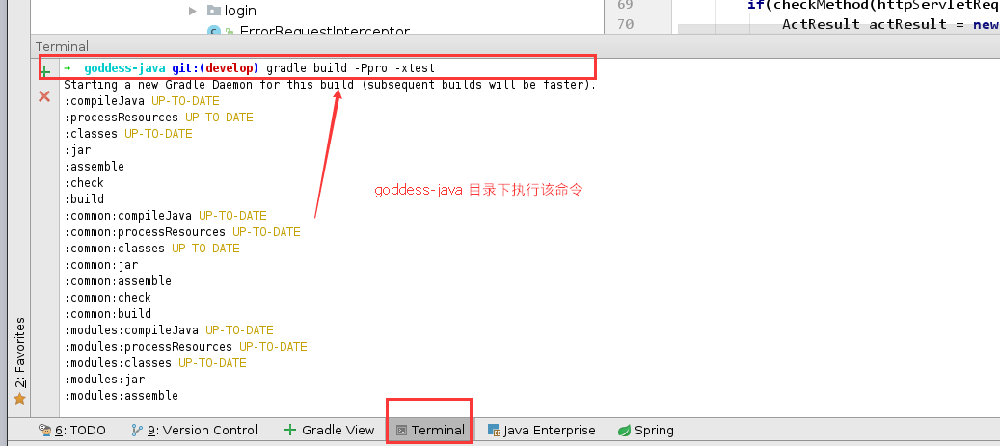 login
69
if(checkMethod(httpServletReq
ErrorRequestInterceptor
70
ActResult actResult = new
Terminal
➜ goddess-java git:(develop) gradle build -Ppro -xtest
Starting a new Gradle Daemon for this build (subsequent builds will be faster).
:compileJava UP-TO-DATE
:processResources UP-TO-DATE
:classes UP-TO-DATE
:jar
:assemble
:check
goddess-java 目录下执行该命令
:build
:common:compileJava UP-TO-DATE
:common:processResources UP-TO-DATE
:common:classes UP-TO-DATE
:common:jar
:common:assemble
:common:check
:common:build
:modules:compileJava UP-TO-DATE
:modules:processResources UP-TO-DATE
:modules:classes UP-TO-DATE
:modules:jar
:modules:assemble
2: Favorites
6: TODO
9: Version Control
Gradle View
Terminal
Java Enterprise
Spring